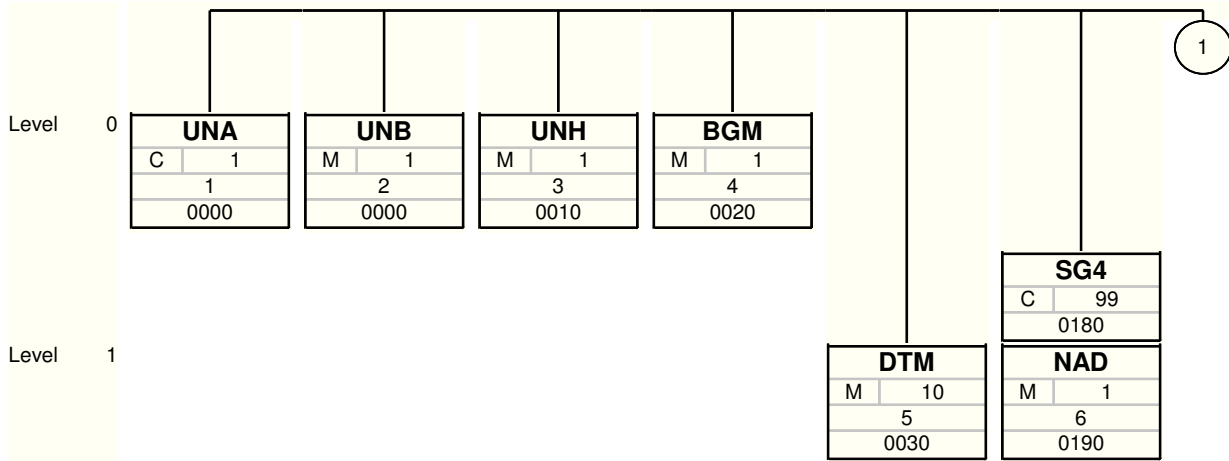 1
Level 0
UNA UNB UNH BGM
C 1 M 1 M 1 M 1
1 2 3 4
0000 0000 0010 0020
SG4
C 99
0180
Level 1
DTM NAD
M 10 M 1
5 6
0030 0190